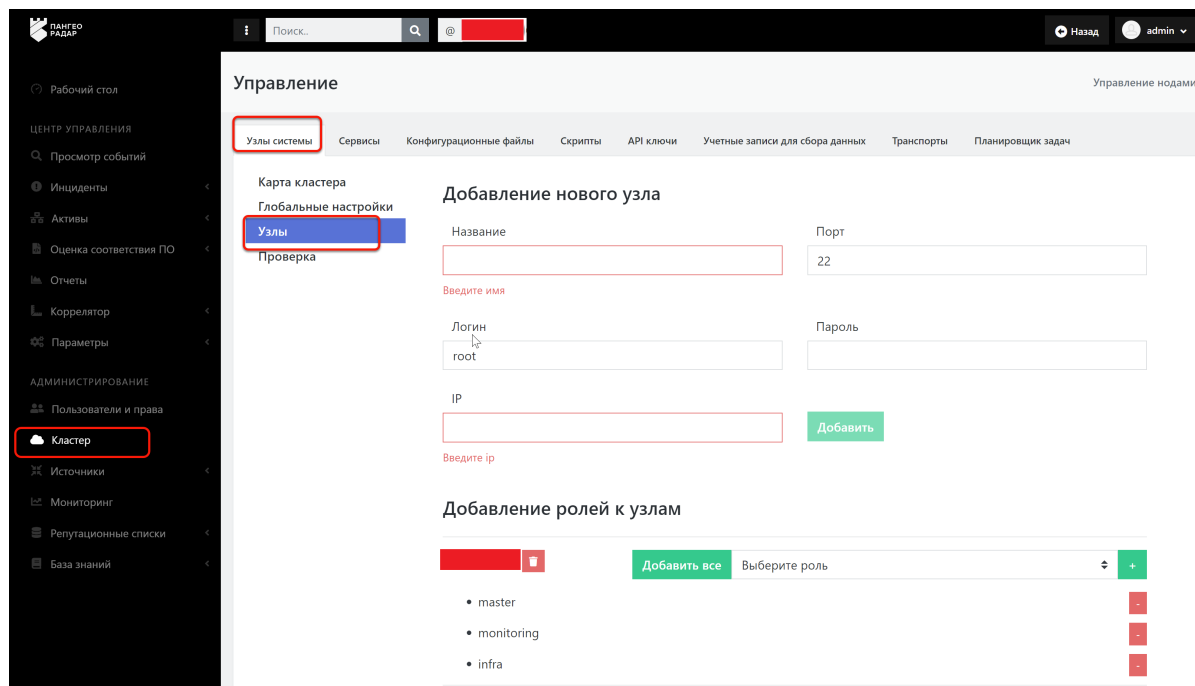 ПАНГЕО
РАДАР
Поиск..
@
Назад
admin
Рабочий стол
ЦЕНТР УПРАВЛЕНИЯ
Просмотр событий
Инциденты
Активы
Оценка соответствия ПО
Отчеты
Коррелятор
Параметры
АДМИНИСТРИРОВАНИЕ
Пользователи и права
Кластер
Источники
Мониторинг
Репутационные списки
База знаний
Управление
Управление нодами
Узлы системы Сервисы Конфигурационные файлы Скрипты API ключи Учетные записи для сбора данных Транспорты Планировщик задач
Карта кластера
Глобальные настройки
Узлы
Проверка
Добавление нового узла
Название Порт
22
Введите имя
Логин Пароль
root
IP
Добавить
Введите ip
Добавление ролей к узлам
Добавить все Выберите роль +
• master -
• monitoring -
• infra -